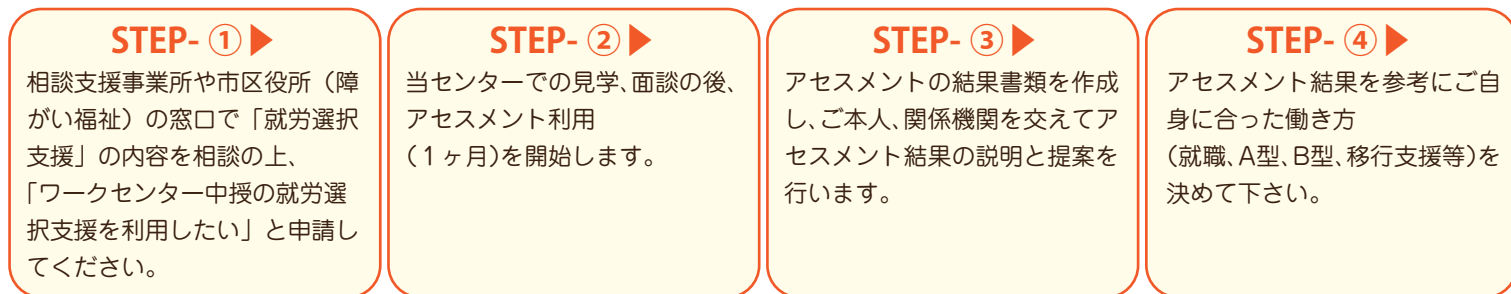 STEP- ①▶
相談支援事業所や市区役所（障
がい福祉）の窓口で「就労選択
支援」の内容を相談の上、
「ワークセンター中授の就労選
択支援を利用したい」と申請し
てください。
STEP- ②▶
当センターでの見学、面談の後、
アセスメント利用
(１ヶ月)を開始します。
STEP- ③▶
アセスメントの結果書類を作成
し、ご本人、関係機関を交えてア
セスメント結果の説明と提案を
行います。
STEP- ④▶
アセスメント結果を参考にご自
身に合った働き方
(就職、A型、B型、移行支援等)を
決めて下さい。